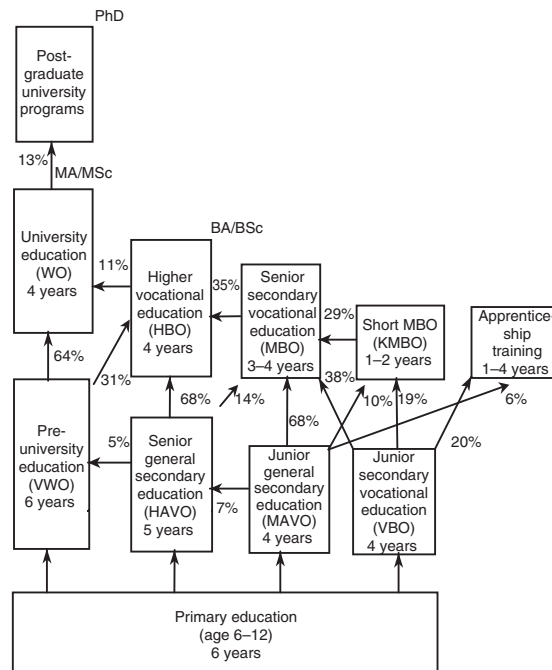 PhD
Post-
graduate
university
programs
13%
MA/MSc
University
education
(WO)
4 years
11%
BA/BSc
Higher
vocational
education
(HBO)
4 years
35%
Senior
secondary
vocational
education
(MBO)
3–4 years
29%
Short MBO
(KMBO)
1–2 years
Apprentice-
ship
training
1–4 years
64%
31%
68%
14%
38%
68%
10%
19%
6%
20%
Pre-
university
education
(VWO)
6 years
5%
Senior
general
secondary
education
(HAVO)
5 years
7%
Junior
general
secondary
education
(MAVO)
4 years
Junior
secondary
vocational
education
(VBO)
4 years
Primary education
(age 6–12)
6 years